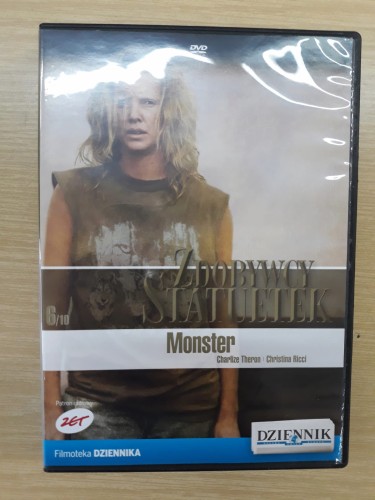 DVD
ZDOBYWCY
STATUETEK
6/10
Monster
Charlize Theron | Christina Ricci
ZET
DZIENNIK
Filmoteka DZIENNIKA